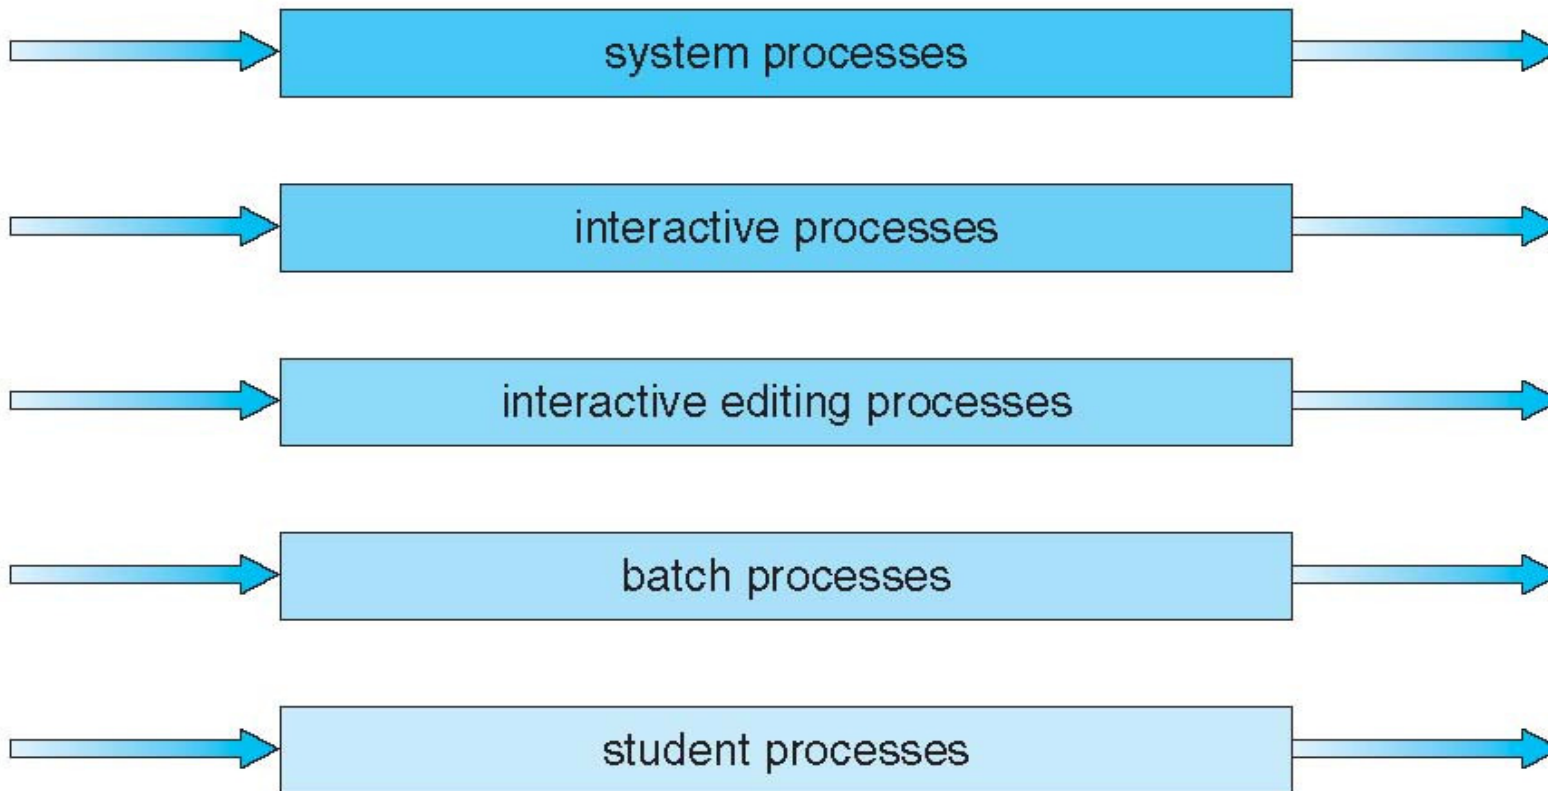 system processes
interactive processes
interactive editing processes
batch processes
student processes